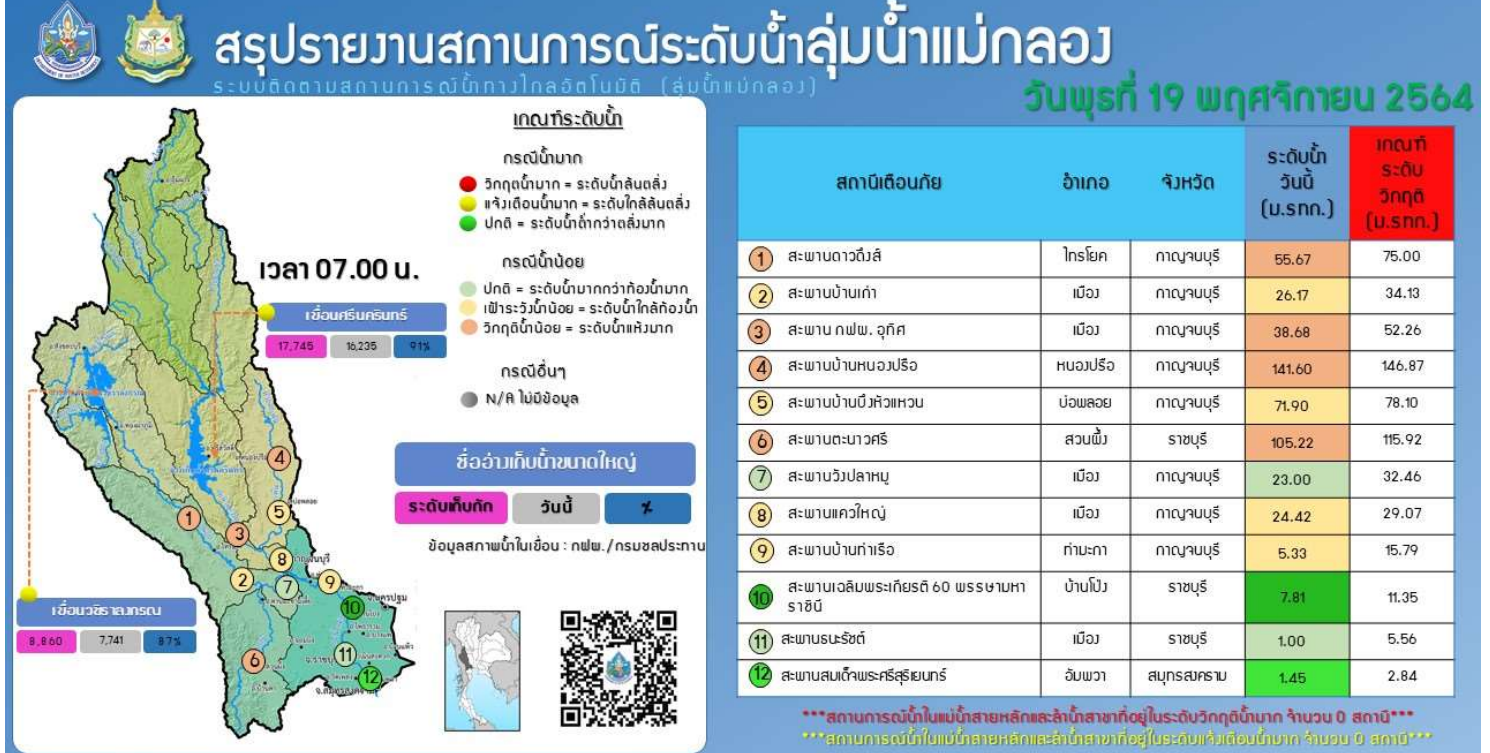 สรุปรายงานสถานการณ์ระดับน้ำลุ่มน้ำแม่กลอง
ระบบติดตามสถานการณ์น้ำทางไกลอัตโนมัติ (ลุ่มน้ำแม่กลอง)
วันพุธที่ 19 พฤศจิกายน 2564
เวลา 07.00 น.
เขื่อนศรีนครินทร์
17,745 16,235 91%
เขื่อนวชิราลงกรณ
8,860 7,741 87%
เกณฑ์ระดับน้ำ
กรณีน้ำมาก
วิกฤตน้ำมาก = ระดับน้ำล้นตลิ่ง
แจ้งเตือนน้ำมาก = ระดับใกล้ล้นตลิ่ง
ปกติ = ระดับน้ำต่ำกว่าตลิ่งมาก
กรณีน้ำน้อย
ปกติ = ระดับน้ำมากกว่าท้องน้ำมาก
เฝ้าระวังน้ำน้อย = ระดับน้ำใกล้ท้องน้ำ
วิกฤติน้ำน้อย = ระดับน้ำแห้งมาก
กรณีอื่นๆ
N/A ไม่มีข้อมูล
ชื่ออ่างเก็บน้ำขนาดใหญ่
ระดับเก็บกัก วันนี้ %
ข้อมูลสภาพน้ำในเขื่อน : กฟผ./กรมชลประทาน
4
5
1
3
8
2
7
9
10
11
6
12
สถานีเตือนภัย อำเภอ จังหวัด ระดับน้ำ วันนี้ (ม.รทก.) เกณฑ์ ระดับ วิกฤติ (ม.รทก.)
1 สะพานดาวดึงส์ ไทรโยค กาญจนบุรี 55.67 75.00
2 สะพานบ้านเก่า เมือง กาญจนบุรี 26.17 34.13
3 สะพาน กฟผ. อุทิศ เมือง กาญจนบุรี 38.68 52.26
4 สะพานบ้านหนองปรือ หนองปรือ กาญจนบุรี 141.60 146.87
5 สะพานบ้านบึงหัวแหวน บ่อพลอย กาญจนบุรี 71.90 78.10
6 สะพานตะนาวศรี สวนผึ้ง ราชบุรี 105.22 115.92
7 สะพานวังปลาหมู เมือง กาญจนบุรี 23.00 32.46
8 สะพานแควใหญ่ เมือง กาญจนบุรี 24.42 29.07
9 สะพานบ้านท่าเรือ ท่ามะกา กาญจนบุรี 5.33 15.79
10 สะพานเฉลิมพระเกียรติ 60 พรรษามหา
ราชินี บ้านโป่ง ราชบุรี 7.81 11.35
11 สะพานธนะรัชต์ เมือง ราชบุรี 1.00 5.56
12 สะพานสมเด็จพระศรีสุริเยนทร์ อัมพวา สมุทรสงคราม 1.45 2.84
***สถานการณ์น้ำในแม่น้ำสายหลักและลำน้ำสาขาที่อยู่ในระดับวิกฤติน้ำมาก จำนวน 0 สถานี***
***สถานการณ์น้ำในแม่น้ำสายหลักและลำน้ำสาขาที่อยู่ในระดับแจ้งเตือนน้ำมาก จำนวน 0 สถานี***